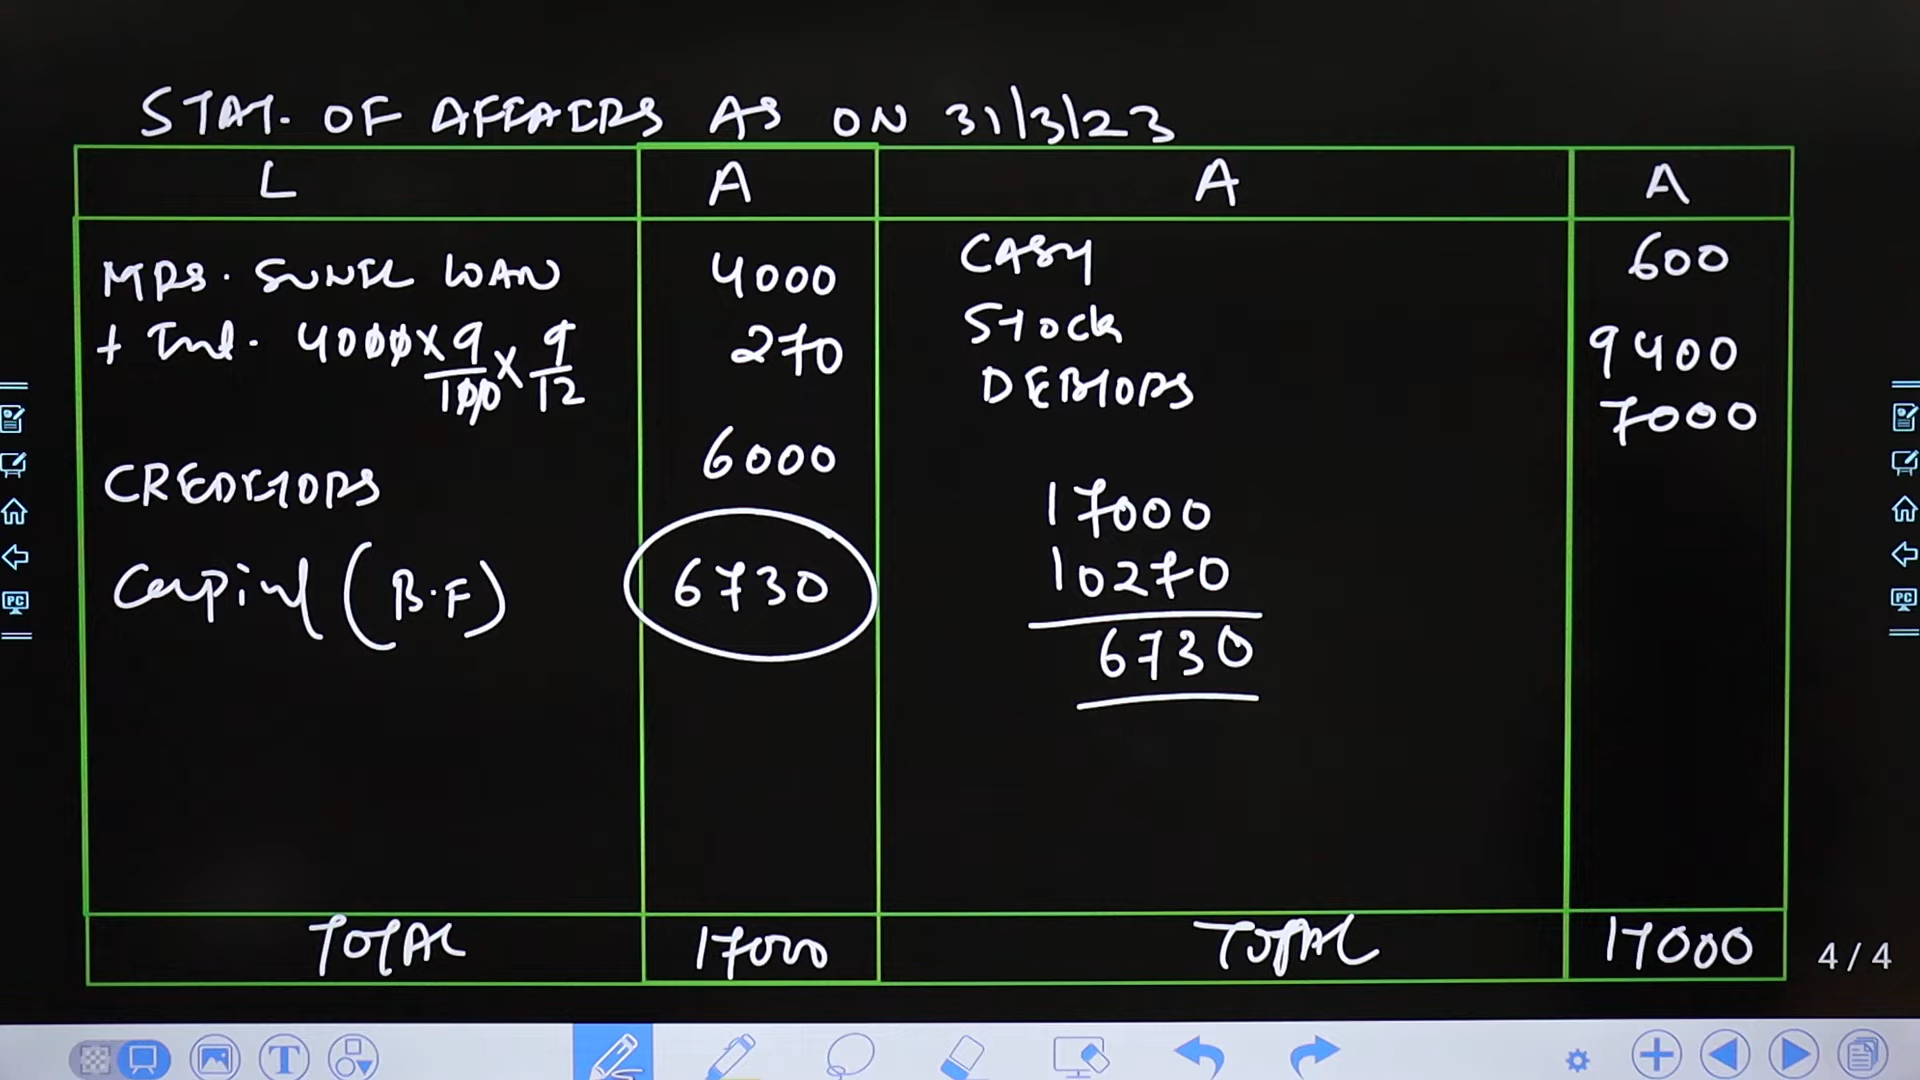 STAT. OF AFFAIRS AS ON 31/3/23
L A A A
MRS. SUNIL LOAN 4000 CASH 600
+ Int. 4000 x 9/100 x 9/12 270 Stock 9400
DEBTORS 7000
CREDITORS 6000
17000
Capital (B.F) 6730 10270
6730
TOTAL 17000 TOTAL 17000
4 / 4
PC PC
T